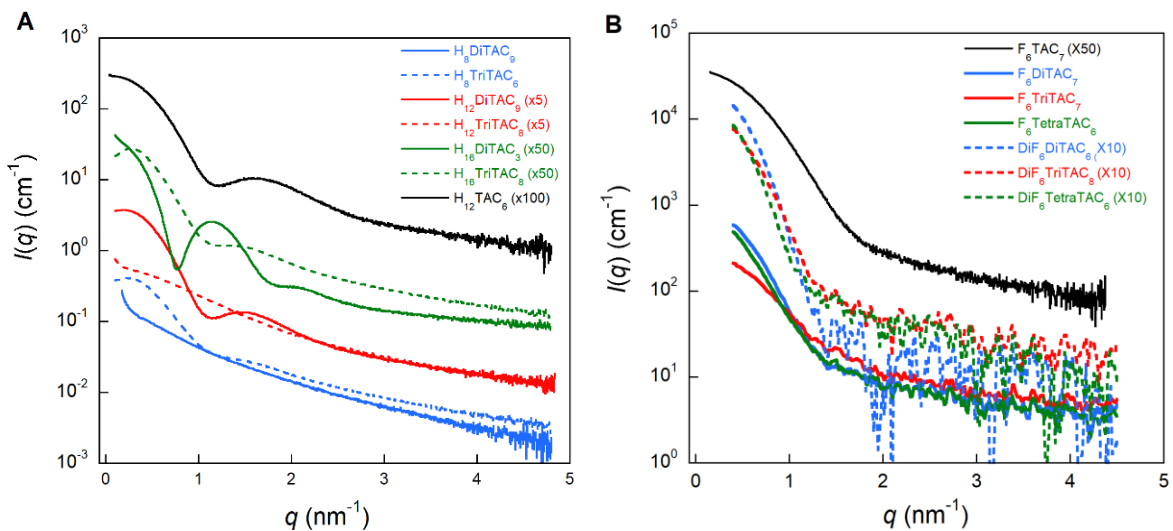 A
I(q) (cm⁻¹)
10³
10²
10¹
10⁰
10⁻¹
10⁻²
10⁻³
H₈DiTAC₉
H₈TriTAC₆
H₁₂DiTAC₉ (x5)
H₁₂TriTAC₈ (x5)
H₁₆DiTAC₃ (x50)
H₁₆TriTAC₈ (x50)
H₁₂TAC₆ (x100)
0 1 2 3 4 5
q (nm⁻¹)
B
I(q) (cm⁻¹)
10⁵
10⁴
10³
10²
10¹
10⁰
F₆TAC₇ (X50)
F₆DiTAC₇
F₆TriTAC₇
F₆TetraTAC₆
DiF₆DiTAC₆ (X10)
DiF₆TriTAC₈ (X10)
DiF₆TetraTAC₆ (X10)
0 1 2 3 4 5
q (nm⁻¹)